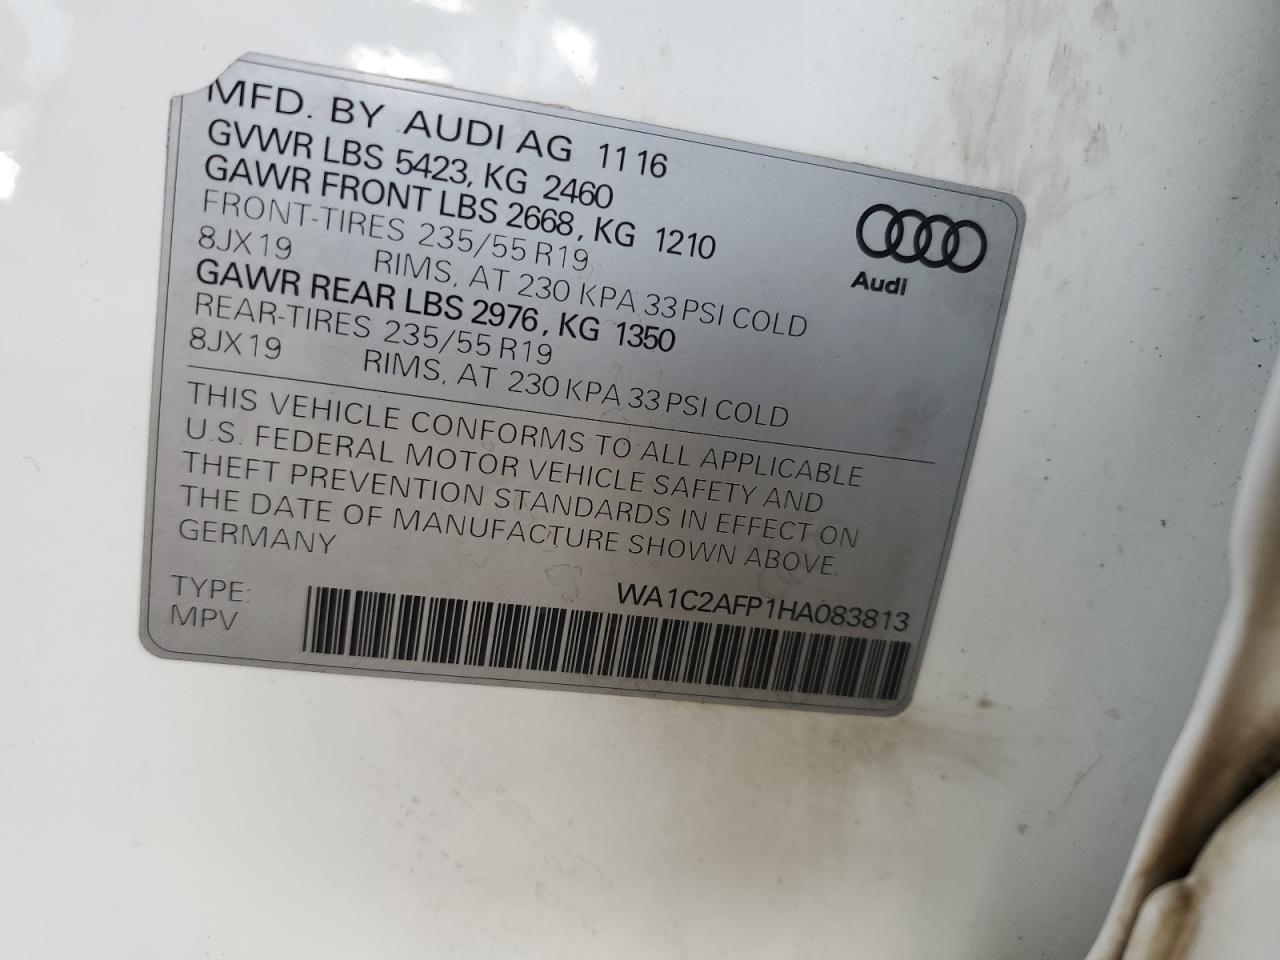 MFD. BY AUDI AG 11 16
GVWR LBS 5423, KG 2460
GAWR FRONT LBS 2668, KG 1210
FRONT-TIRES 235/55 R19
8JX19 RIMS, AT 230 KPA 33 PSI COLD
GAWR REAR LBS 2976, KG 1350
REAR-TIRES 235/55 R19
8JX19 RIMS, AT 230 KPA 33 PSI COLD
Audi
THIS VEHICLE CONFORMS TO ALL APPLICABLE
U.S. FEDERAL MOTOR VEHICLE SAFETY AND
THEFT PREVENTION STANDARDS IN EFFECT ON
THE DATE OF MANUFACTURE SHOWN ABOVE.
GERMANY
WA1C2AFP1HA083813
TYPE:
MPV